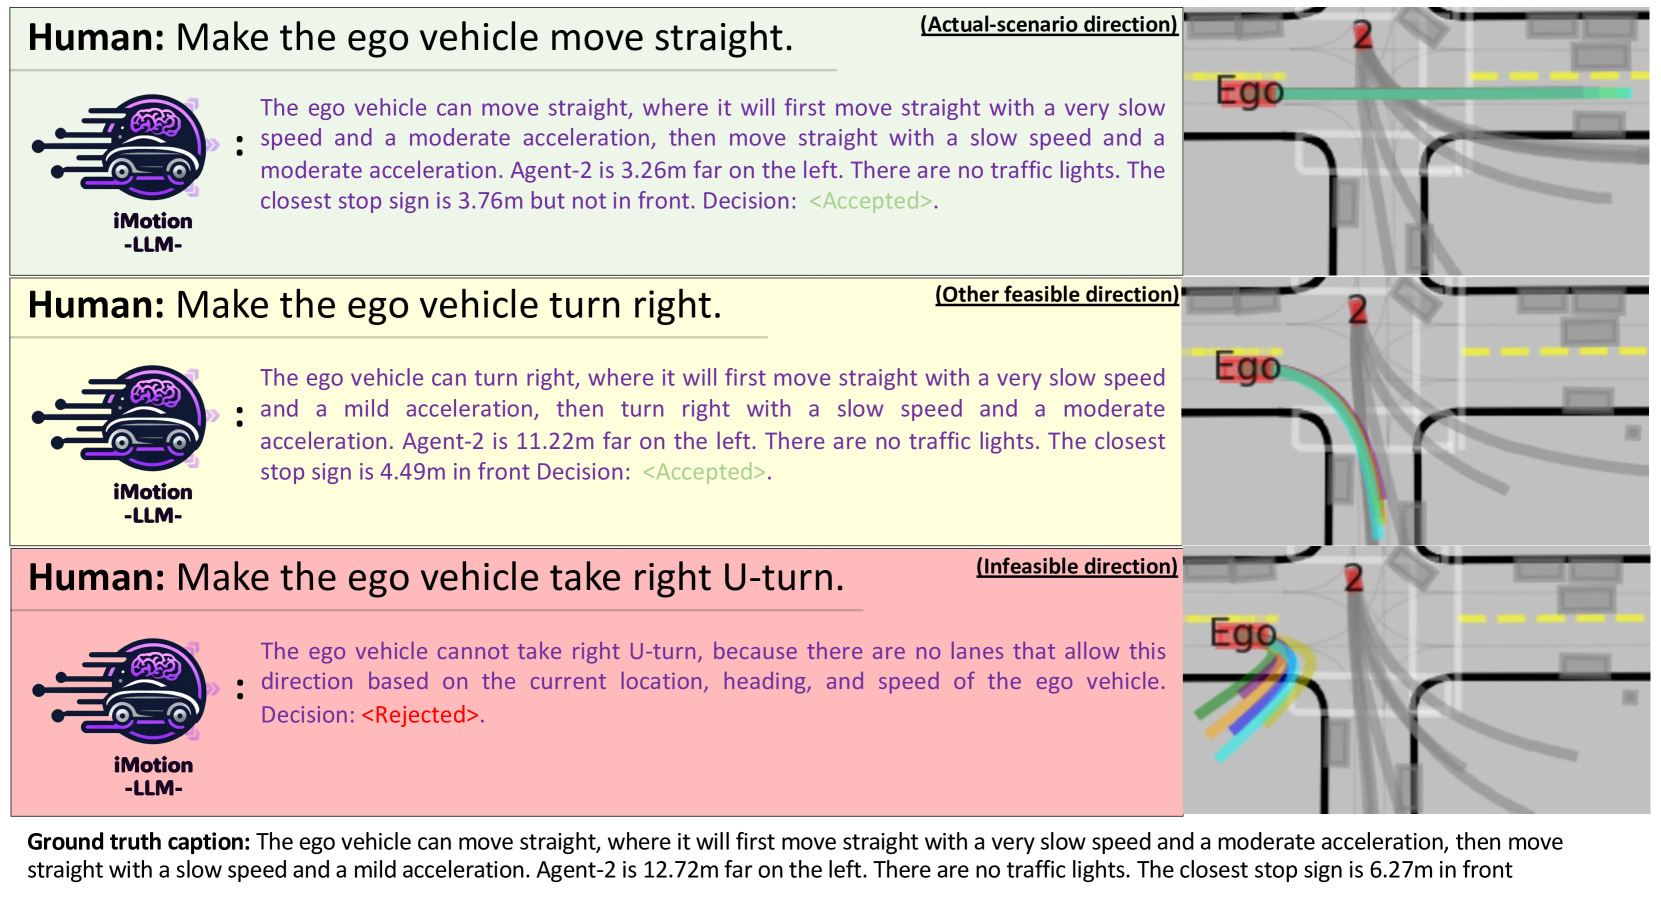 Human: Make the ego vehicle move straight.
(Actual-scenario direction)
The ego vehicle can move straight, where it will first move straight with a very slow
speed and a moderate acceleration, then move straight with a slow speed and a
moderate acceleration. Agent-2 is 3.26m far on the left. There are no traffic lights. The
closest stop sign is 3.76m but not in front. Decision: <Accepted>.
:
iMotion
-LLM-
2
Ego
Human: Make the ego vehicle turn right.
(Other feasible direction)
The ego vehicle can turn right, where it will first move straight with a very slow speed
and a mild acceleration, then turn right with a slow speed and a moderate
acceleration. Agent-2 is 11.22m far on the left. There are no traffic lights. The closest
stop sign is 4.49m in front Decision: <Accepted>.
:
iMotion
-LLM-
2
Ego
Human: Make the ego vehicle take right U-turn.
(Infeasible direction)
The ego vehicle cannot take right U-turn, because there are no lanes that allow this
direction based on the current location, heading, and speed of the ego vehicle.
Decision: <Rejected>.
:
iMotion
-LLM-
2
Ego
Ground truth caption: The ego vehicle can move straight, where it will first move straight with a very slow speed and a moderate acceleration, then move
straight with a slow speed and a mild acceleration. Agent-2 is 12.72m far on the left. There are no traffic lights. The closest stop sign is 6.27m in front